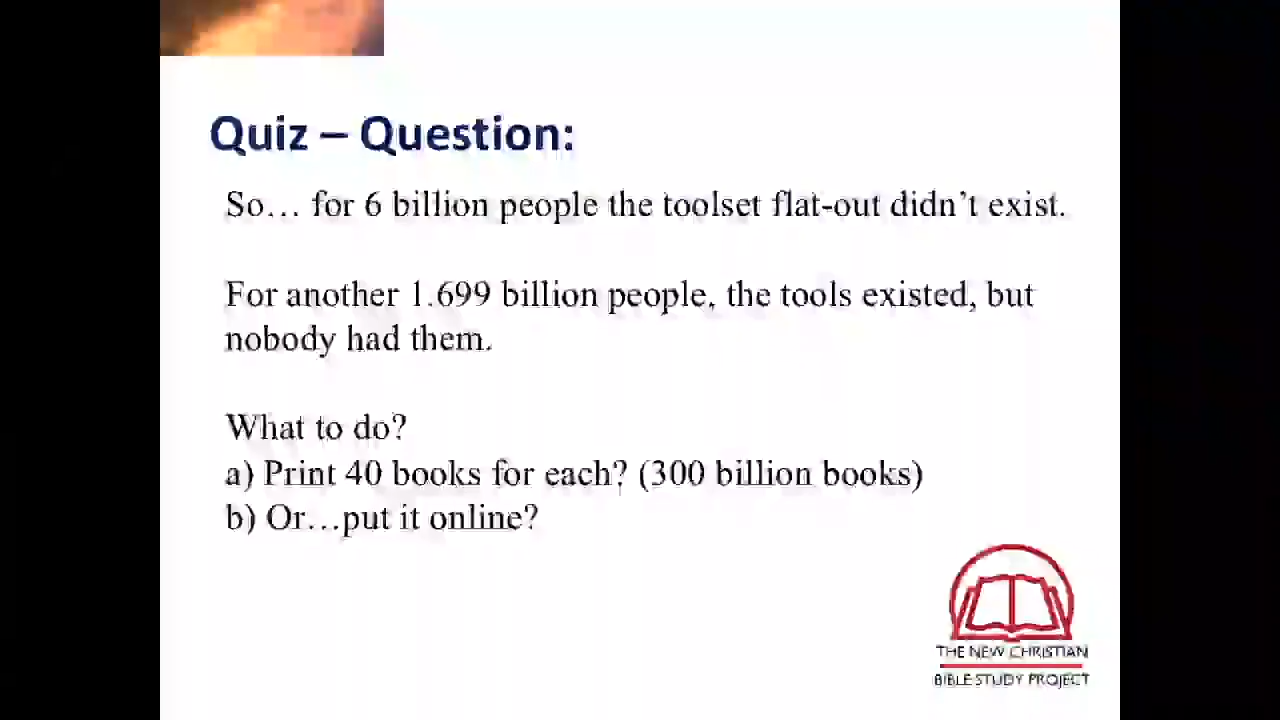 Quiz – Question:
So… for 6 billion people the toolset flat-out didn’t exist.
For another 1.699 billion people, the tools existed, but
nobody had them.
What to do?
a) Print 40 books for each? (300 billion books)
b) Or…put it online?
THE NEW CHRISTIAN
BIBLE STUDY PROJECT